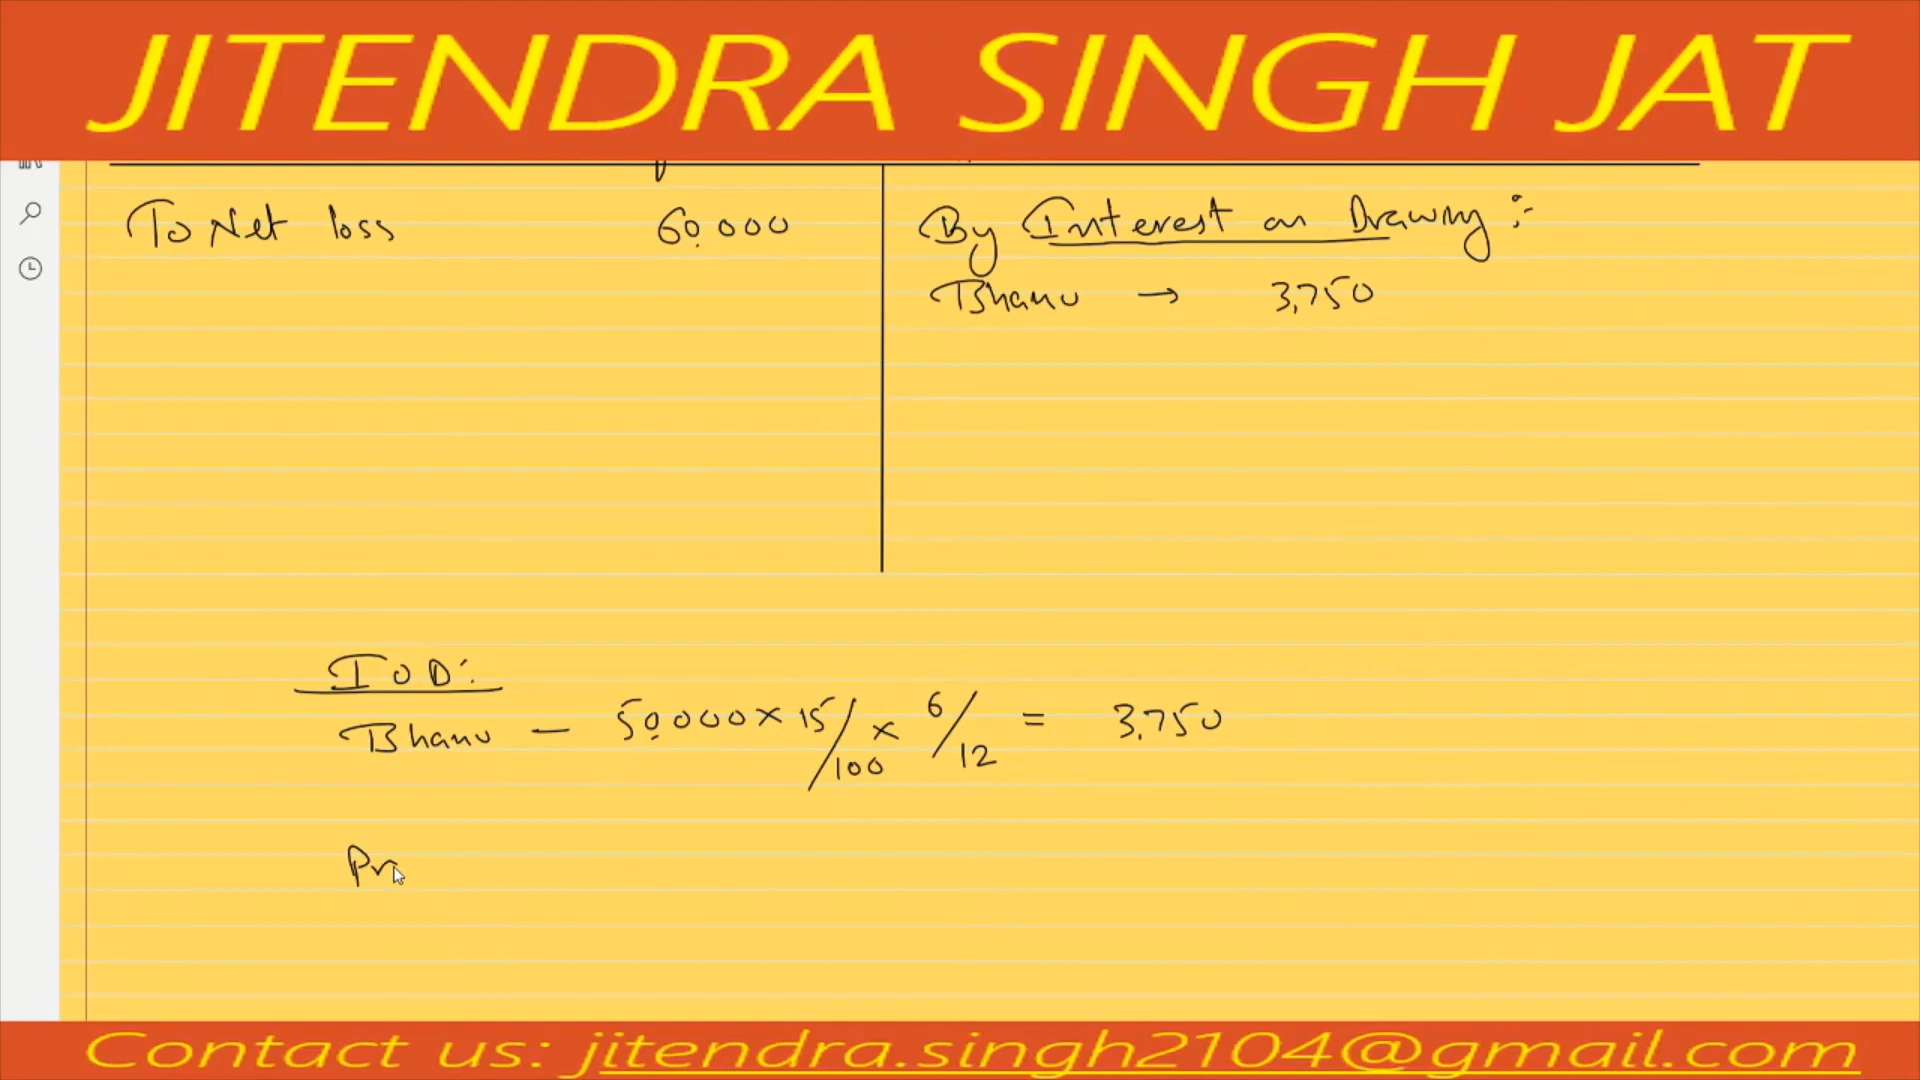 JITENDRA SINGH JAT
To Net loss 60,000
By Interest on Drawing :-
Bhanu → 3,750
IOD:
Bhanu — 50,000 × 15/100 × 6/12 = 3,750
Pr
Contact us: jitendra.singh2104@gmail.com